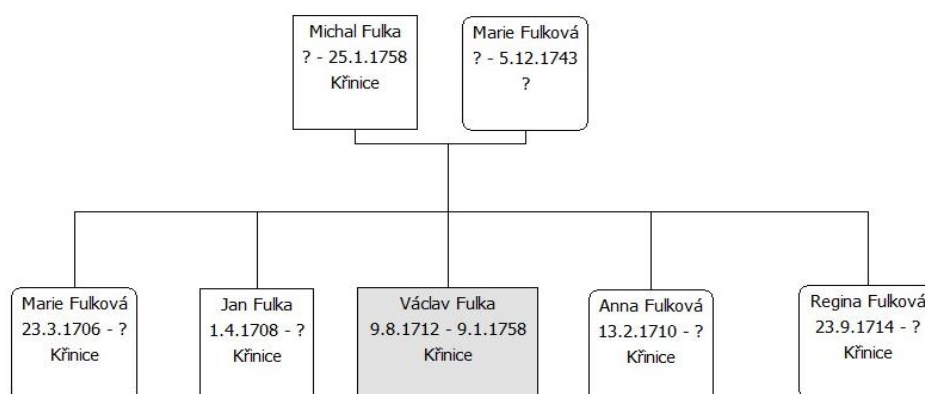 Michal Fulka
? - 25.1.1758
Křinice
Marie Fulková
? - 5.12.1743
?
Marie Fulková
23.3.1706 - ?
Křinice
Jan Fulka
1.4.1708 - ?
Křinice
Václav Fulka
9.8.1712 - 9.1.1758
Křinice
Anna Fulková
13.2.1710 - ?
Křinice
Regina Fulková
23.9.1714 - ?
Křinice